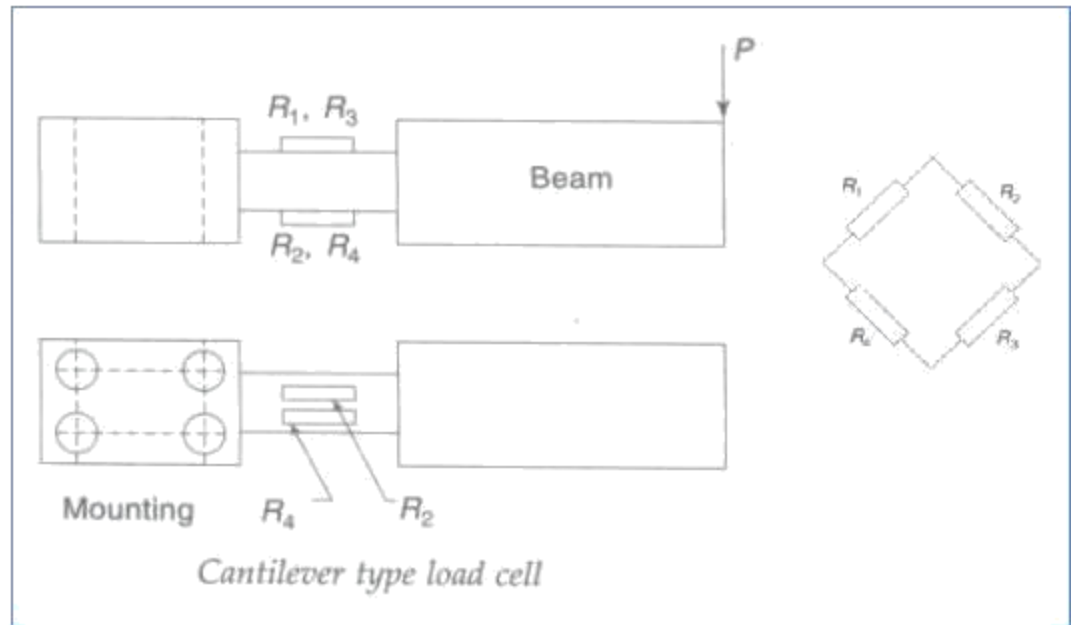 P
R₁, R₃
Beam
R₂, R₄
R₁
R₂
R₄
R₃
Mounting
R₄
R₂
Cantilever type load cell